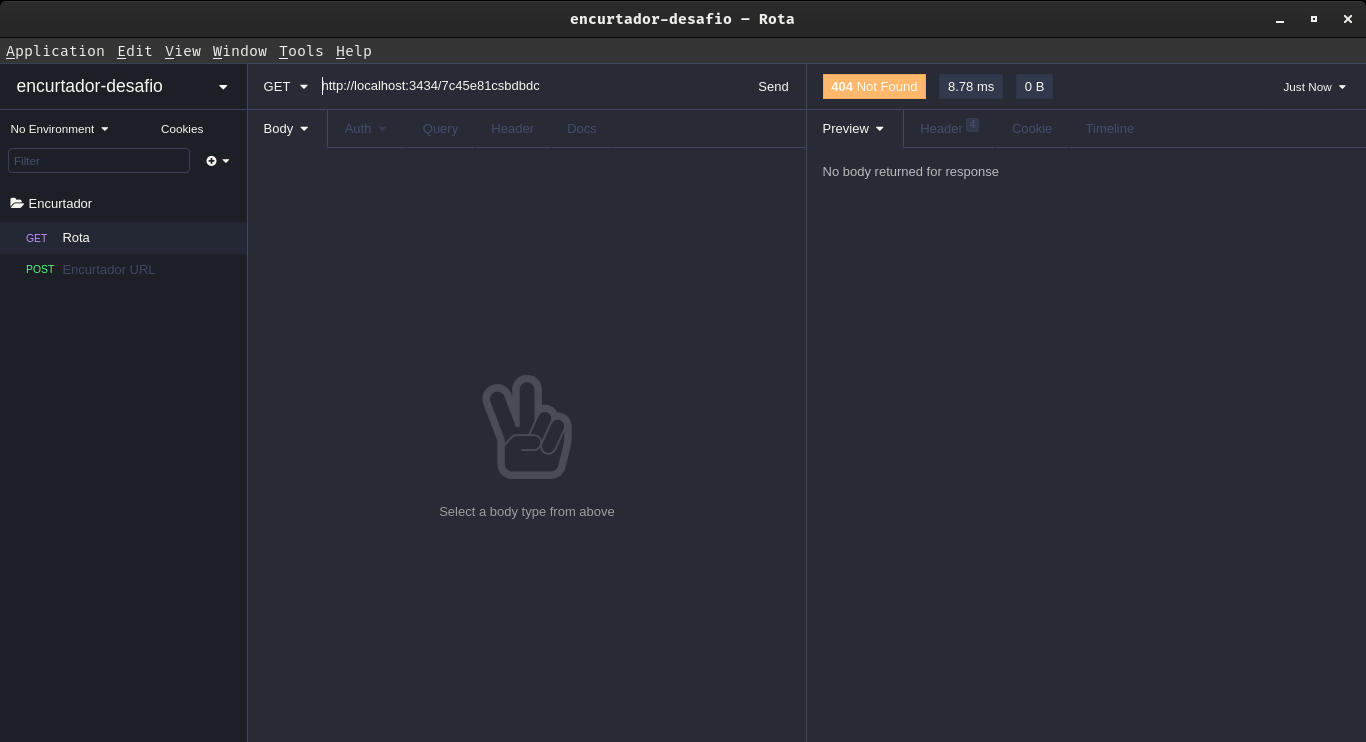 encurtador-desafio – Rota
Application Edit View Window Tools Help
encurtador-desafio
GET http://localhost:3434/7c45e81csbdbdc Send
404 Not Found 8.78 ms 0 B Just Now
No Environment Cookies
Body Auth Query Header Docs
Preview Header 4 Cookie Timeline
Filter
No body returned for response
Encurtador
GET Rota
POST Encurtador URL
Select a body type from above